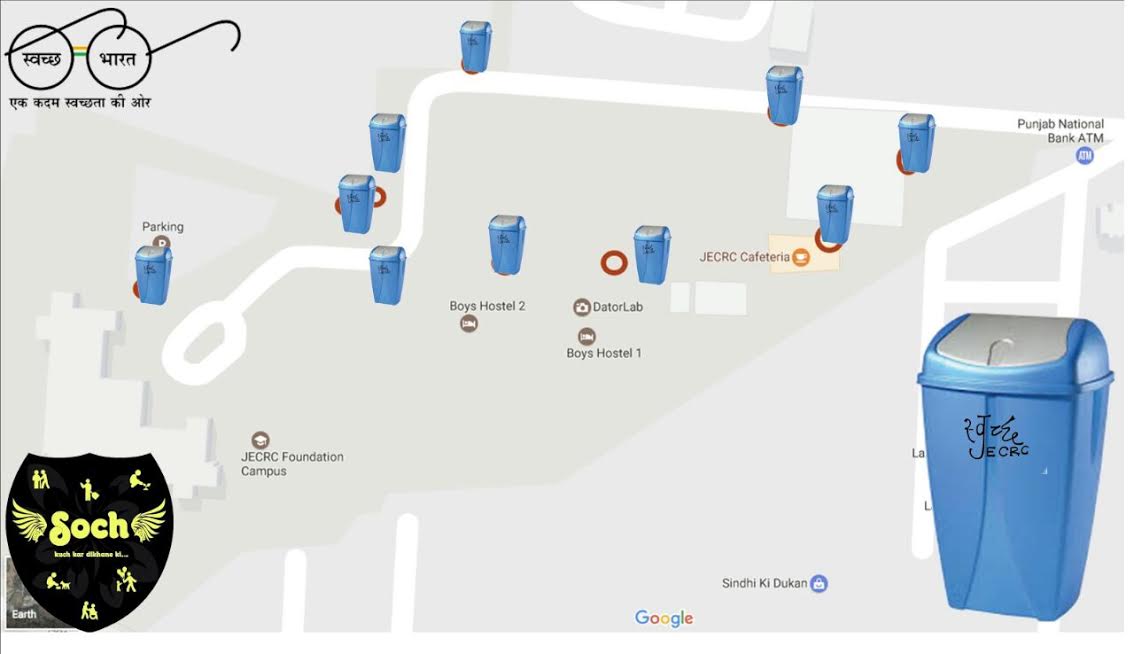 स्वच्छ
भारत
एक कदम स्वच्छता की ओर
Punjab National
Bank ATM
ATM
Parking
P
JECRC Cafeteria
Boys Hostel 2
DatorLab
Boys Hostel 1
JECRC Foundation
Campus
स्वच्छ
JECRC
La
L
Soch
kuch kar dikhane ki...
Earth
Sindhi Ki Dukan
Google